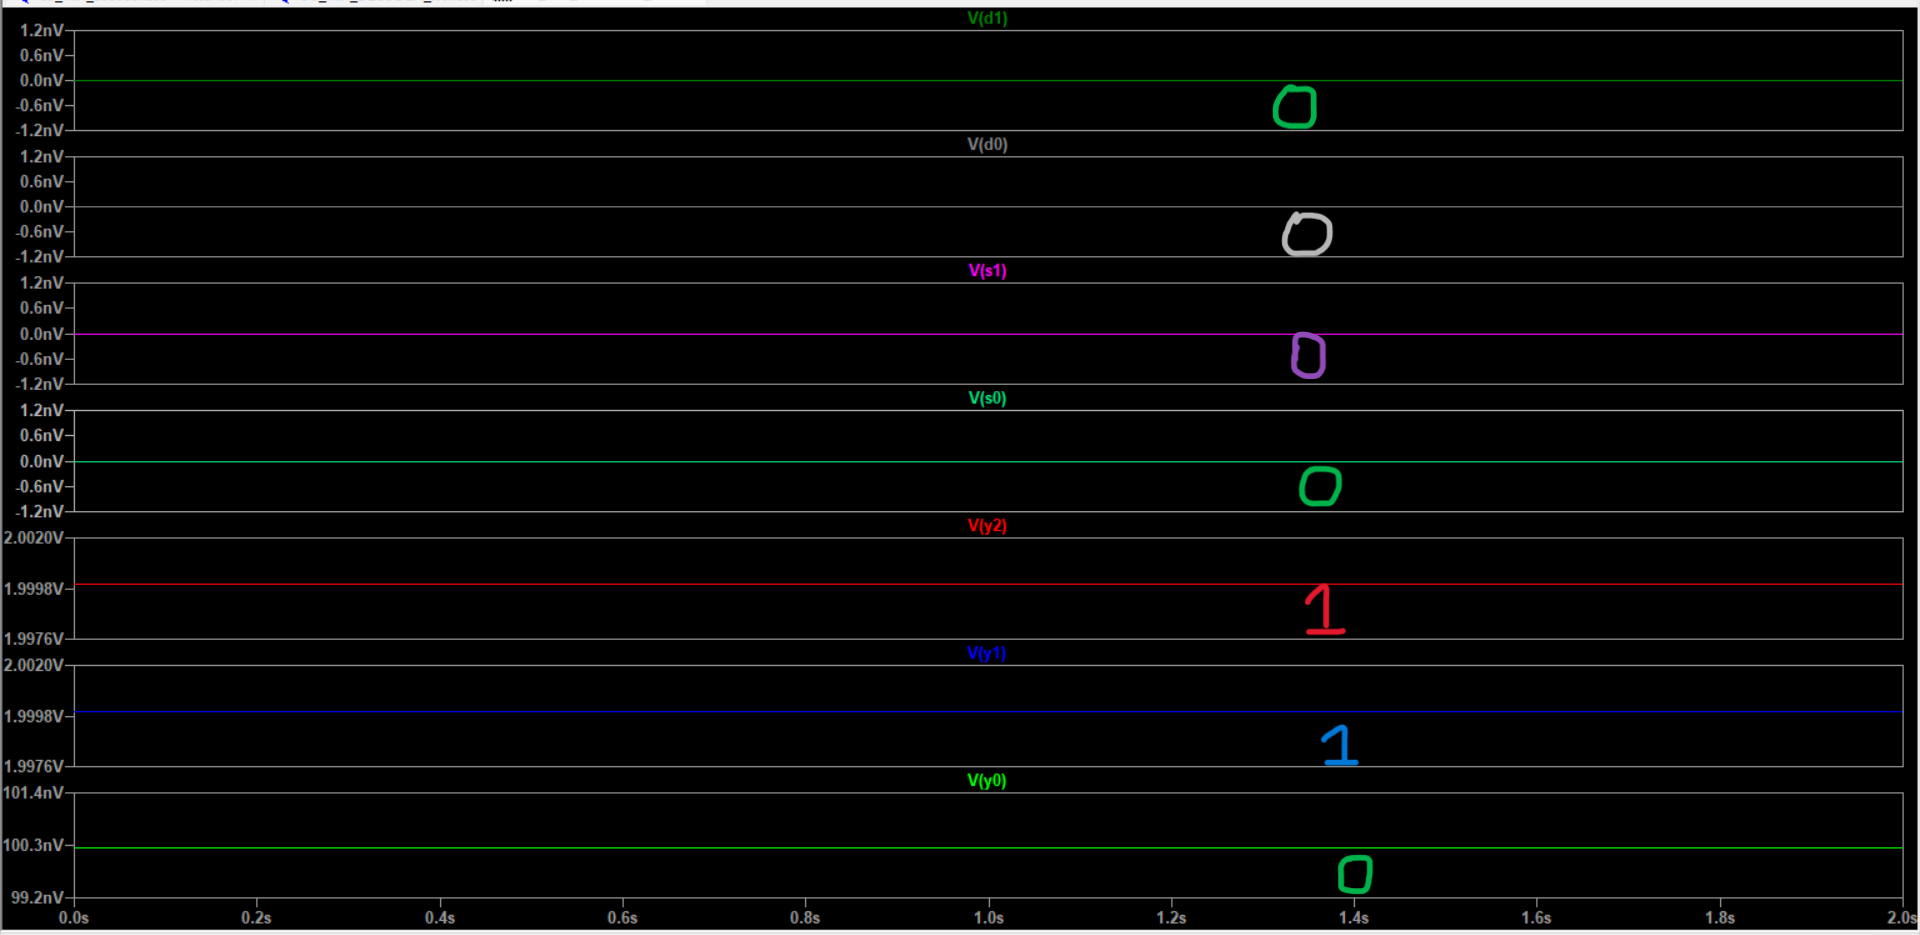 V(d1)
1.2nV
0.6nV
0.0nV
-0.6nV
-1.2nV
0
V(d0)
1.2nV
0.6nV
0.0nV
-0.6nV
-1.2nV
0
V(s1)
1.2nV
0.6nV
0.0nV
-0.6nV
-1.2nV
0
V(s0)
1.2nV
0.6nV
0.0nV
-0.6nV
-1.2nV
0
V(y2)
2.0020V
1.9998V
1.9976V
1
V(y1)
2.0020V
1.9998V
1.9976V
1
V(y0)
101.4nV
100.3nV
99.2nV
0
0.0s 0.2s 0.4s 0.6s 0.8s 1.0s 1.2s 1.4s 1.6s 1.8s 2.0s